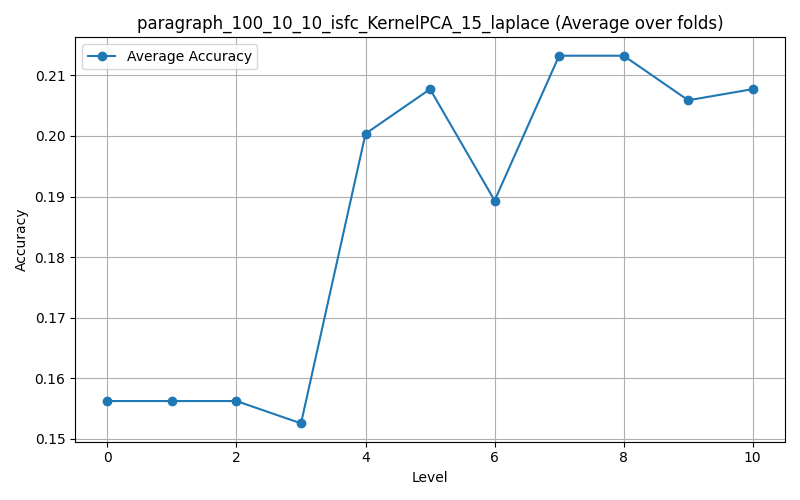 paragraph_100_10_10_isfc_KernelPCA_15_laplace (Average over folds)
Average Accuracy
0.21
0.20
0.19
0.18
0.17
0.16
0.15
Accuracy
0 2 4 6 8 10
Level